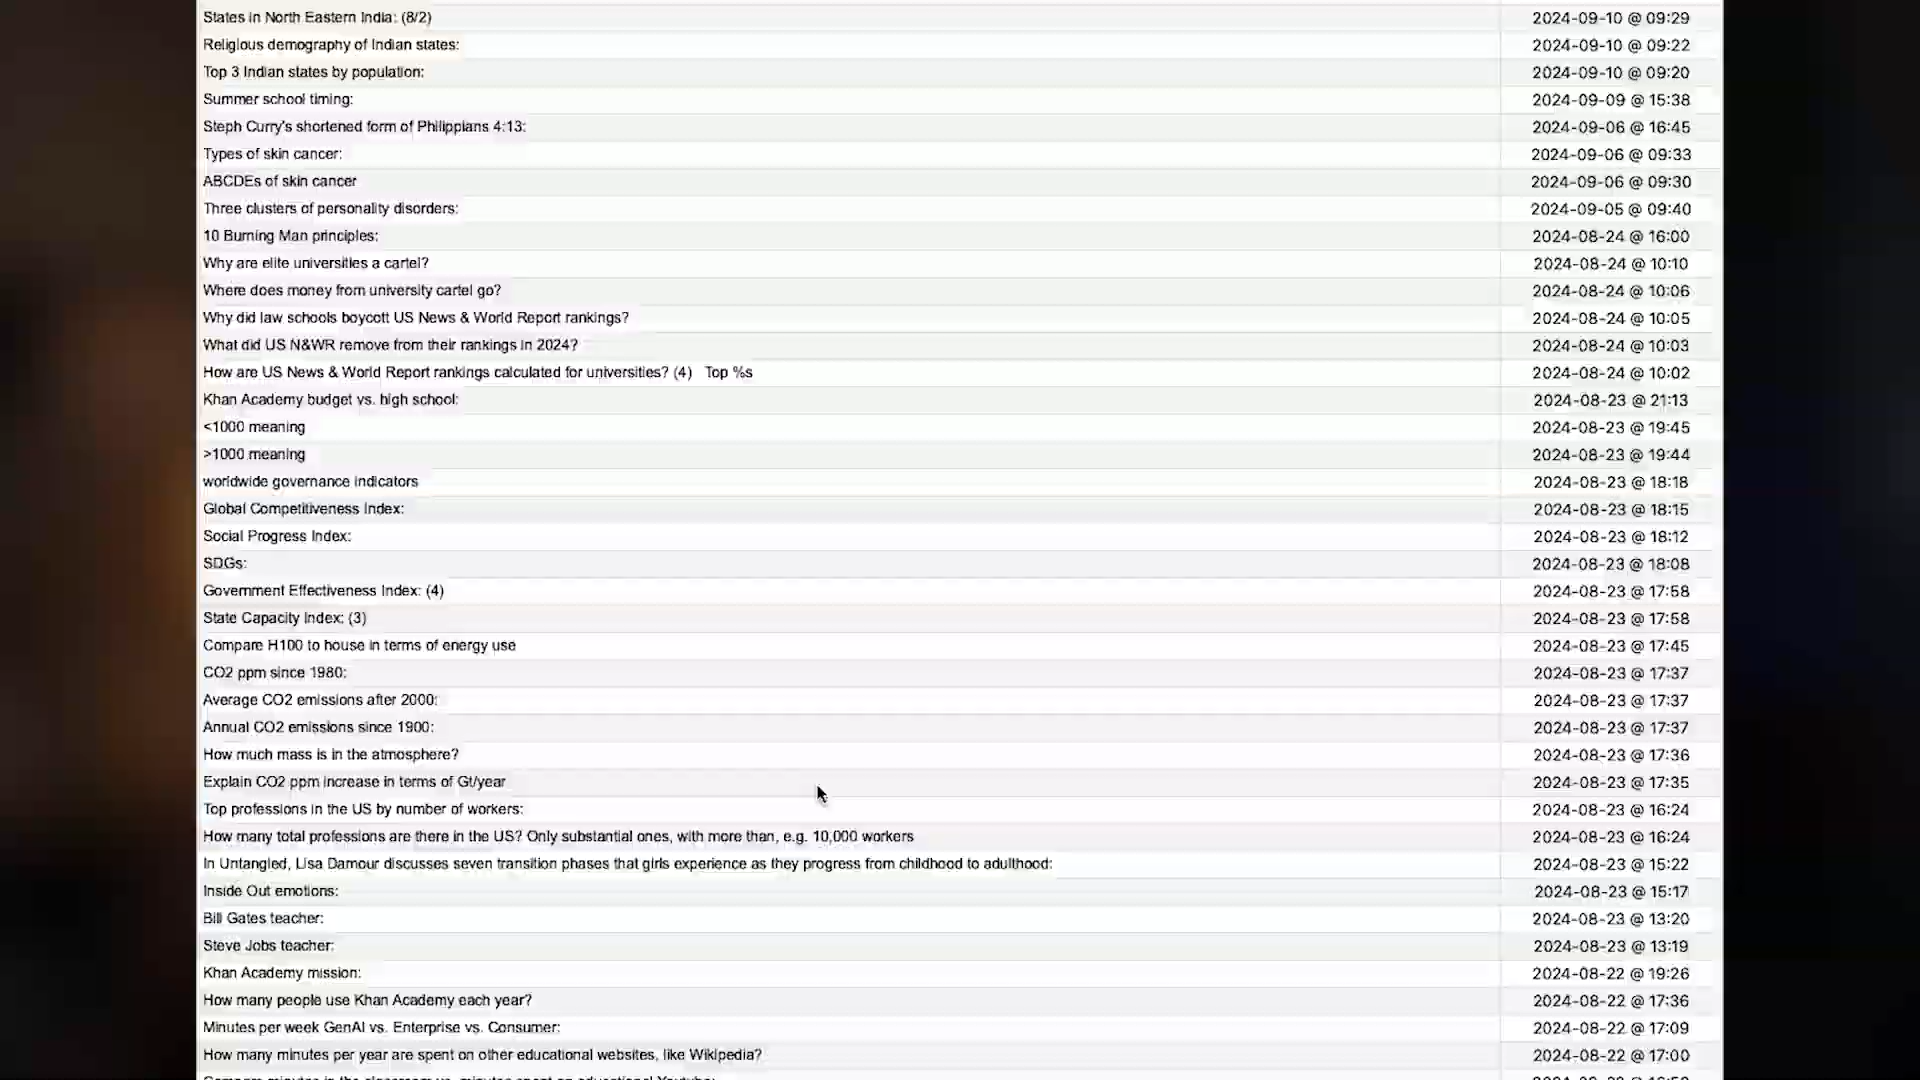 States in North Eastern India: (8/2) 2024-09-10 @ 09:29
Religious demography of Indian states: 2024-09-10 @ 09:22
Top 3 Indian states by population: 2024-09-10 @ 09:20
Summer school timing: 2024-09-09 @ 15:38
Steph Curry's shortened form of Philippians 4:13: 2024-09-06 @ 16:45
Types of skin cancer: 2024-09-06 @ 09:33
ABCDEs of skin cancer 2024-09-06 @ 09:30
Three clusters of personality disorders: 2024-09-05 @ 09:40
10 Burning Man principles: 2024-08-24 @ 16:00
Why are elite universities a cartel? 2024-08-24 @ 10:10
Where does money from university cartel go? 2024-08-24 @ 10:06
Why did law schools boycott US News & World Report rankings? 2024-08-24 @ 10:05
What did US N&WR remove from their rankings in 2024? 2024-08-24 @ 10:03
How are US News & World Report rankings calculated for universities? (4) Top %s 2024-08-24 @ 10:02
Khan Academy budget vs. high school: 2024-08-23 @ 21:13
<1000 meaning 2024-08-23 @ 19:45
>1000 meaning 2024-08-23 @ 19:44
worldwide governance indicators 2024-08-23 @ 18:18
Global Competitiveness Index: 2024-08-23 @ 18:15
Social Progress Index: 2024-08-23 @ 18:12
SDGs: 2024-08-23 @ 18:08
Government Effectiveness Index: (4) 2024-08-23 @ 17:58
State Capacity Index: (3) 2024-08-23 @ 17:58
Compare H100 to house in terms of energy use 2024-08-23 @ 17:45
CO2 ppm since 1980: 2024-08-23 @ 17:37
Average CO2 emissions after 2000: 2024-08-23 @ 17:37
Annual CO2 emissions since 1900: 2024-08-23 @ 17:37
How much mass is in the atmosphere? 2024-08-23 @ 17:36
Explain CO2 ppm increase in terms of Gt/year 2024-08-23 @ 17:35
Top professions in the US by number of workers: 2024-08-23 @ 16:24
How many total professions are there in the US? Only substantial ones, with more than, e.g. 10,000 workers 2024-08-23 @ 16:24
In Untangled, Lisa Damour discusses seven transition phases that girls experience as they progress from childhood to adulthood: 2024-08-23 @ 15:22
Inside Out emotions: 2024-08-23 @ 15:17
Bill Gates teacher: 2024-08-23 @ 13:20
Steve Jobs teacher: 2024-08-23 @ 13:19
Khan Academy mission: 2024-08-22 @ 19:26
How many people use Khan Academy each year? 2024-08-22 @ 17:36
Minutes per week GenAI vs. Enterprise vs. Consumer: 2024-08-22 @ 17:09
How many minutes per year are spent on other educational websites, like Wikipedia? 2024-08-22 @ 17:00